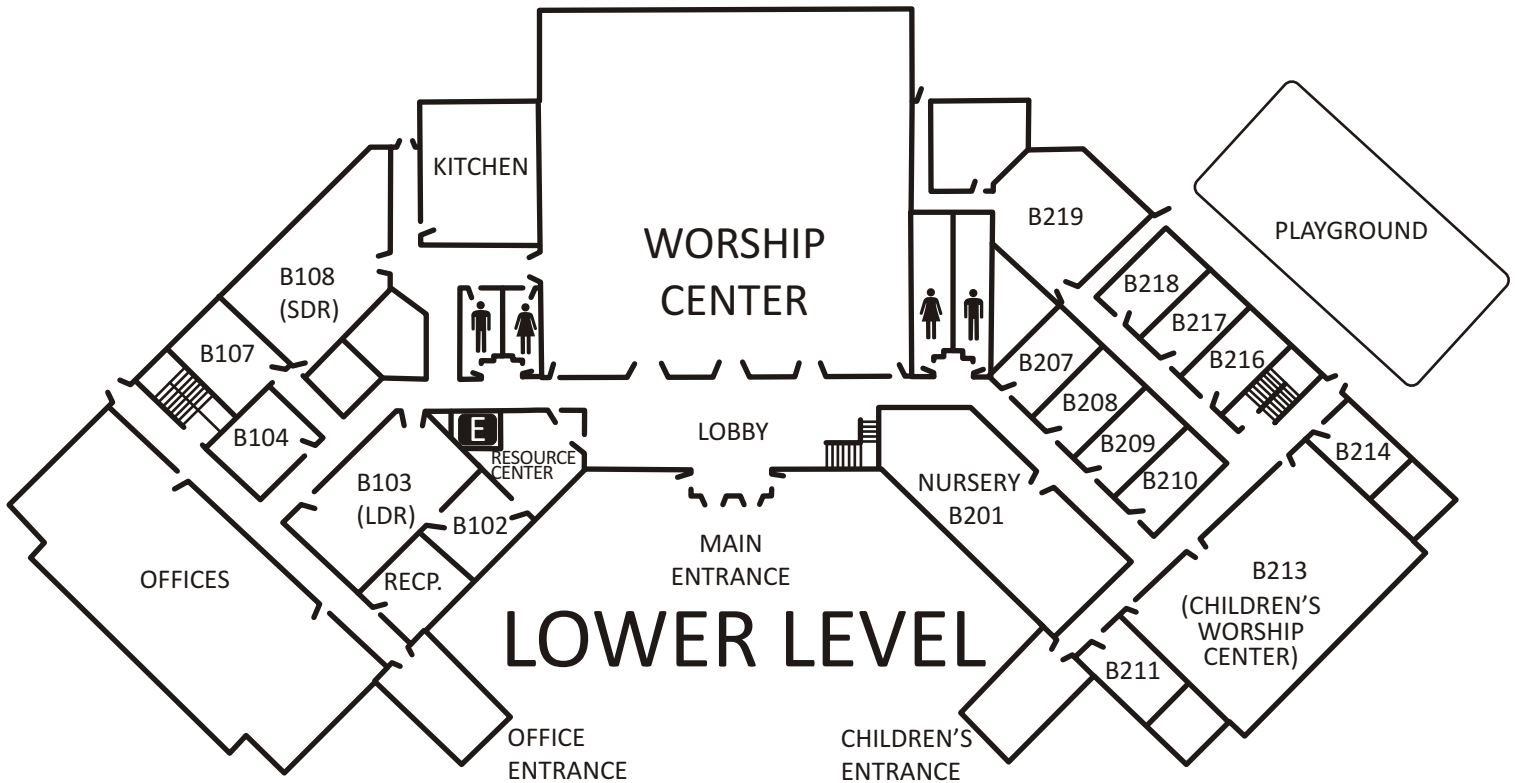 KITCHEN
WORSHIP
CENTER
B219
PLAYGROUND
B108
(SDR)
B218
B217
B216
B107
B207
B208
B209
B210
B104
E
RESOURCE
CENTER
LOBBY
B214
B103
(LDR)
B102
NURSERY
B201
MAIN
ENTRANCE
OFFICES
RECP.
B213
(CHILDREN'S
WORSHIP
CENTER)
LOWER LEVEL
B211
OFFICE
ENTRANCE
CHILDREN'S
ENTRANCE